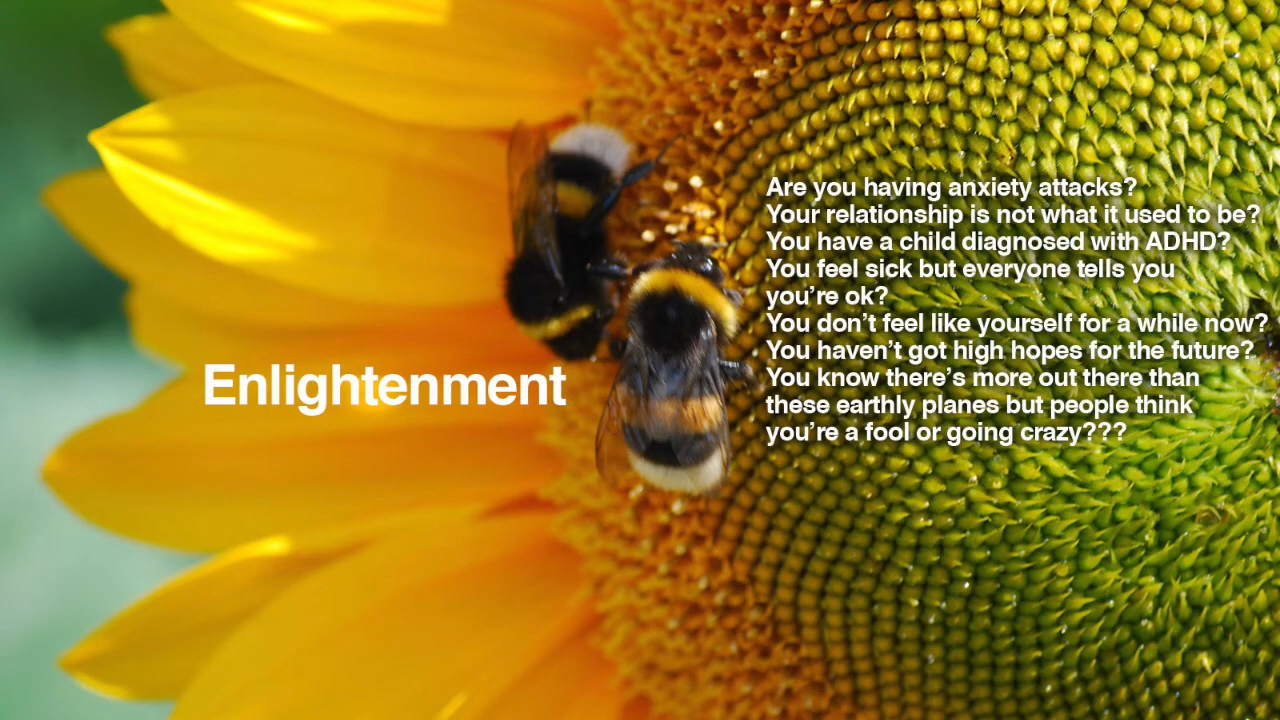 Enlightenment
Are you having anxiety attacks?
Your relationship is not what it used to be?
You have a child diagnosed with ADHD?
You feel sick but everyone tells you
you’re ok?
You don’t feel like yourself for a while now?
You haven’t got high hopes for the future?
You know there’s more out there than
these earthly planes but people think
you’re a fool or going crazy???